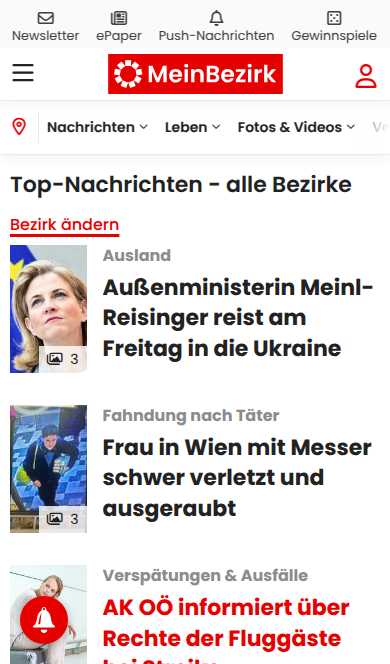 Newsletter ePaper Push-Nachrichten Gewinnspiele
MeinBezirk
Nachrichten Leben Fotos & Videos
Top-Nachrichten - alle Bezirke
Bezirk ändern
Ausland
Außenministerin Meinl-
Reisinger reist am
Freitag in die Ukraine
3
Fahndung nach Täter
Frau in Wien mit Messer
schwer verletzt und
ausgeraubt
3
Verspätungen & Ausfälle
AK OÖ informiert über
Rechte der Fluggäste
bei Streiks